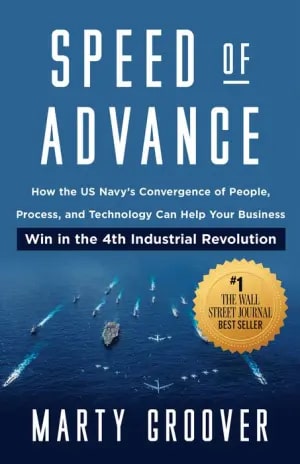 SPEED OF
ADVANCE
How the US Navy's Convergence of People,
Process, and Technology Can Help Your Business
Win in the 4th Industrial Revolution
#1
THE WALL
STREET JOURNAL
BEST SELLER
MARTY GROOVER